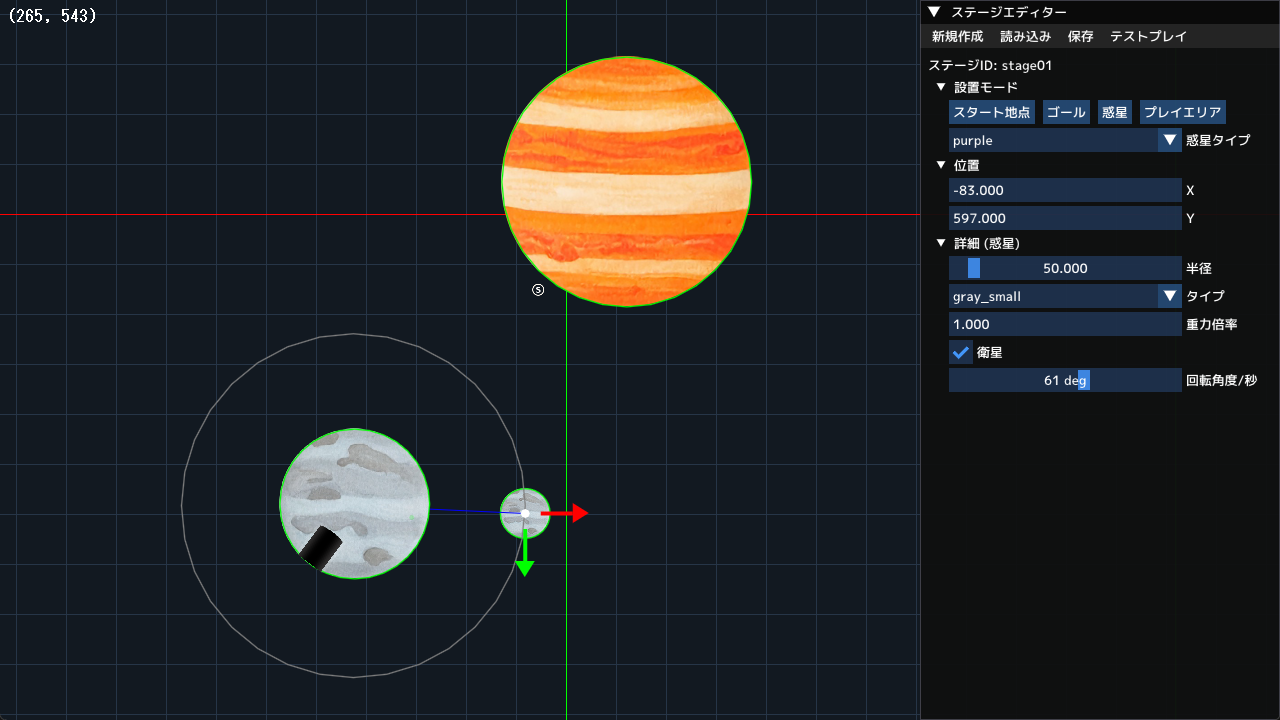 (265, 543)
▼ ステージエディター
新規作成 読み込み 保存 テストプレイ
ステージID: stage01
▼ 設置モード
スタート地点 ゴール 惑星 プレイエリア
purple ▼ 惑星タイプ
▼ 位置
-83.000 X
597.000 Y
▼ 詳細 (惑星)
50.000 半径
gray_small ▼ タイプ
1.000 重力倍率
衛星
61 deg 回転角度/秒
Ⓢ